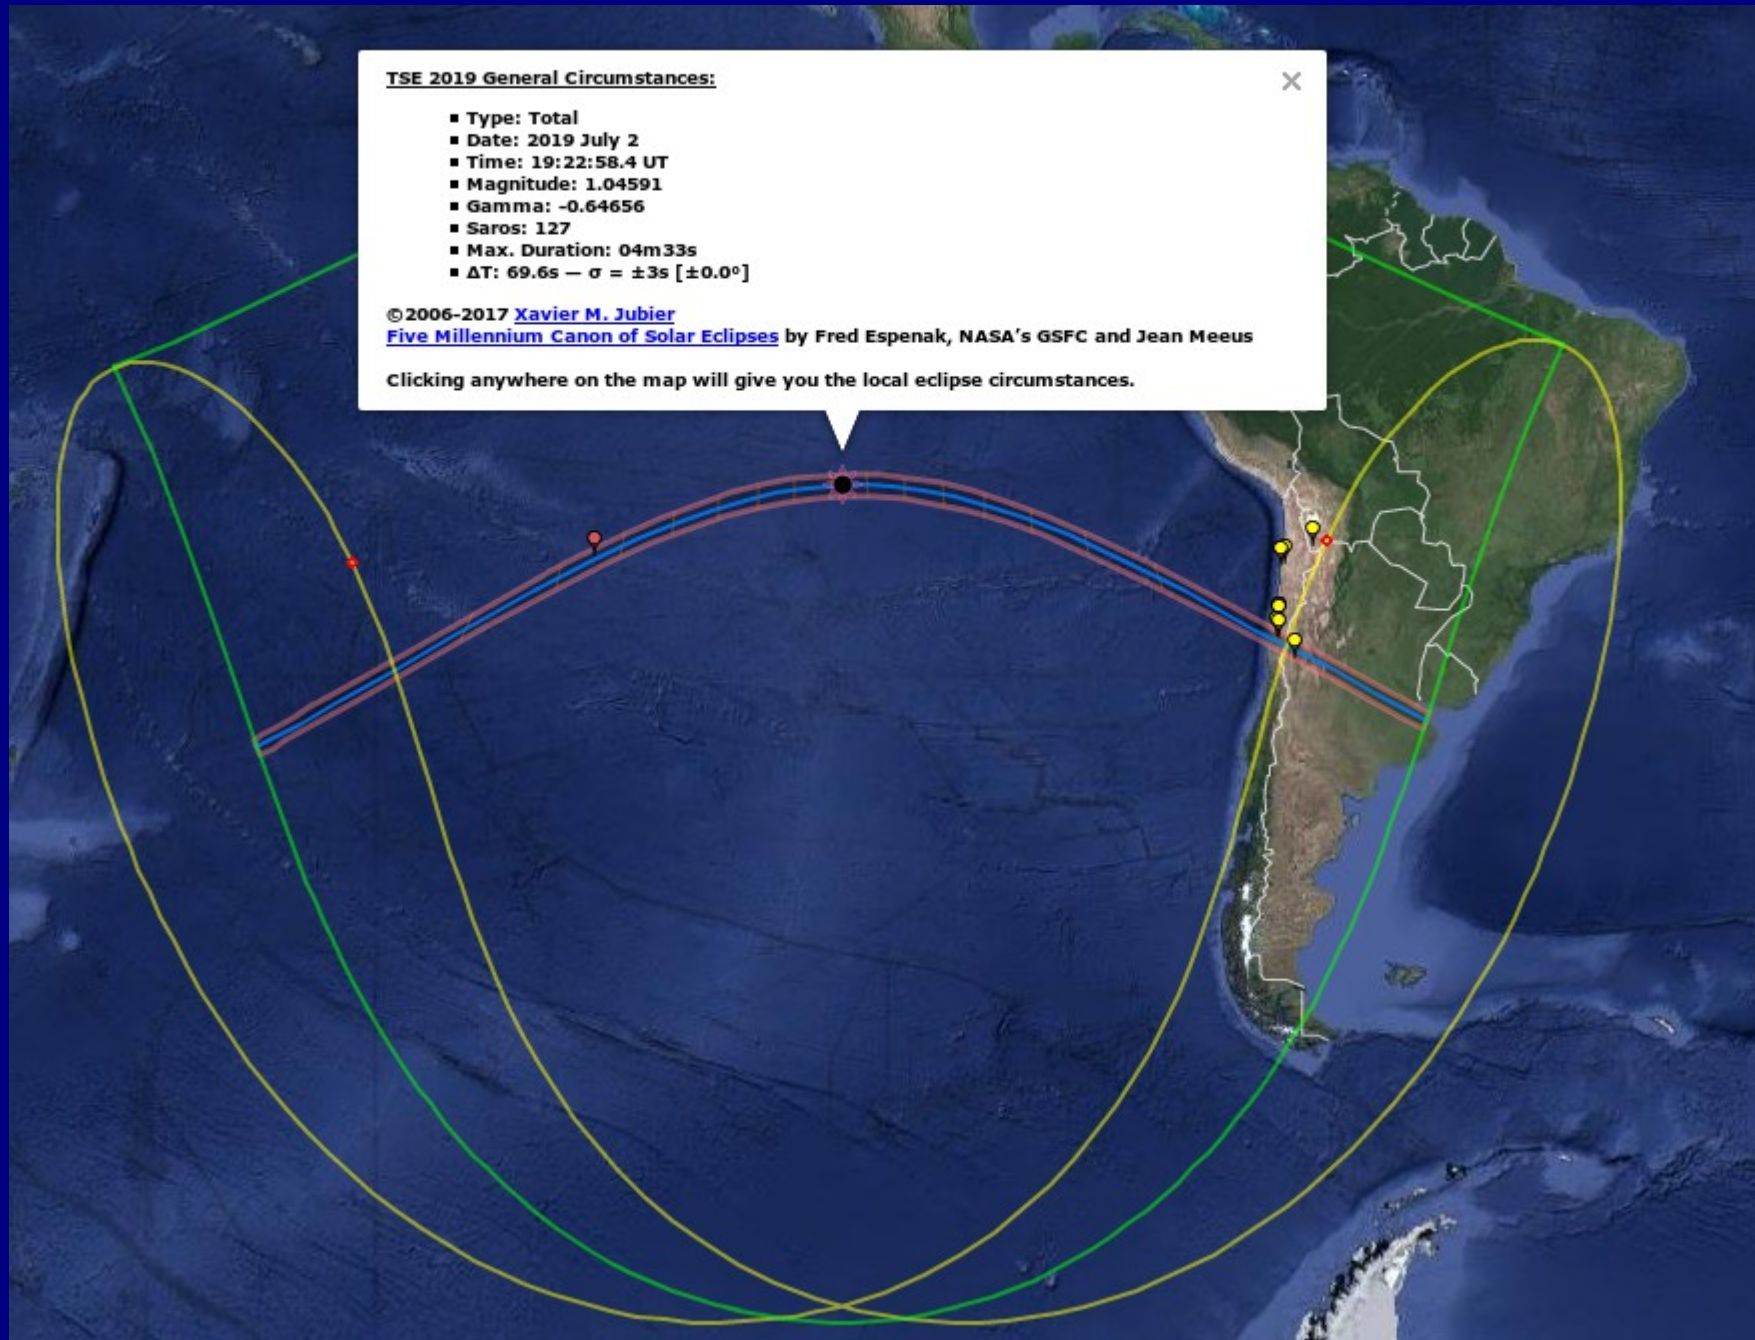 TSE 2019 General Circumstances:
×
▪ Type: Total
▪ Date: 2019 July 2
▪ Time: 19:22:58.4 UT
▪ Magnitude: 1.04591
▪ Gamma: -0.64656
▪ Saros: 127
▪ Max. Duration: 04m33s
▪ ΔT: 69.6s — σ = ±3s [±0.0°]
©2006-2017 Xavier M. Jubier
Five Millennium Canon of Solar Eclipses by Fred Espenak, NASA's GSFC and Jean Meeus
Clicking anywhere on the map will give you the local eclipse circumstances.